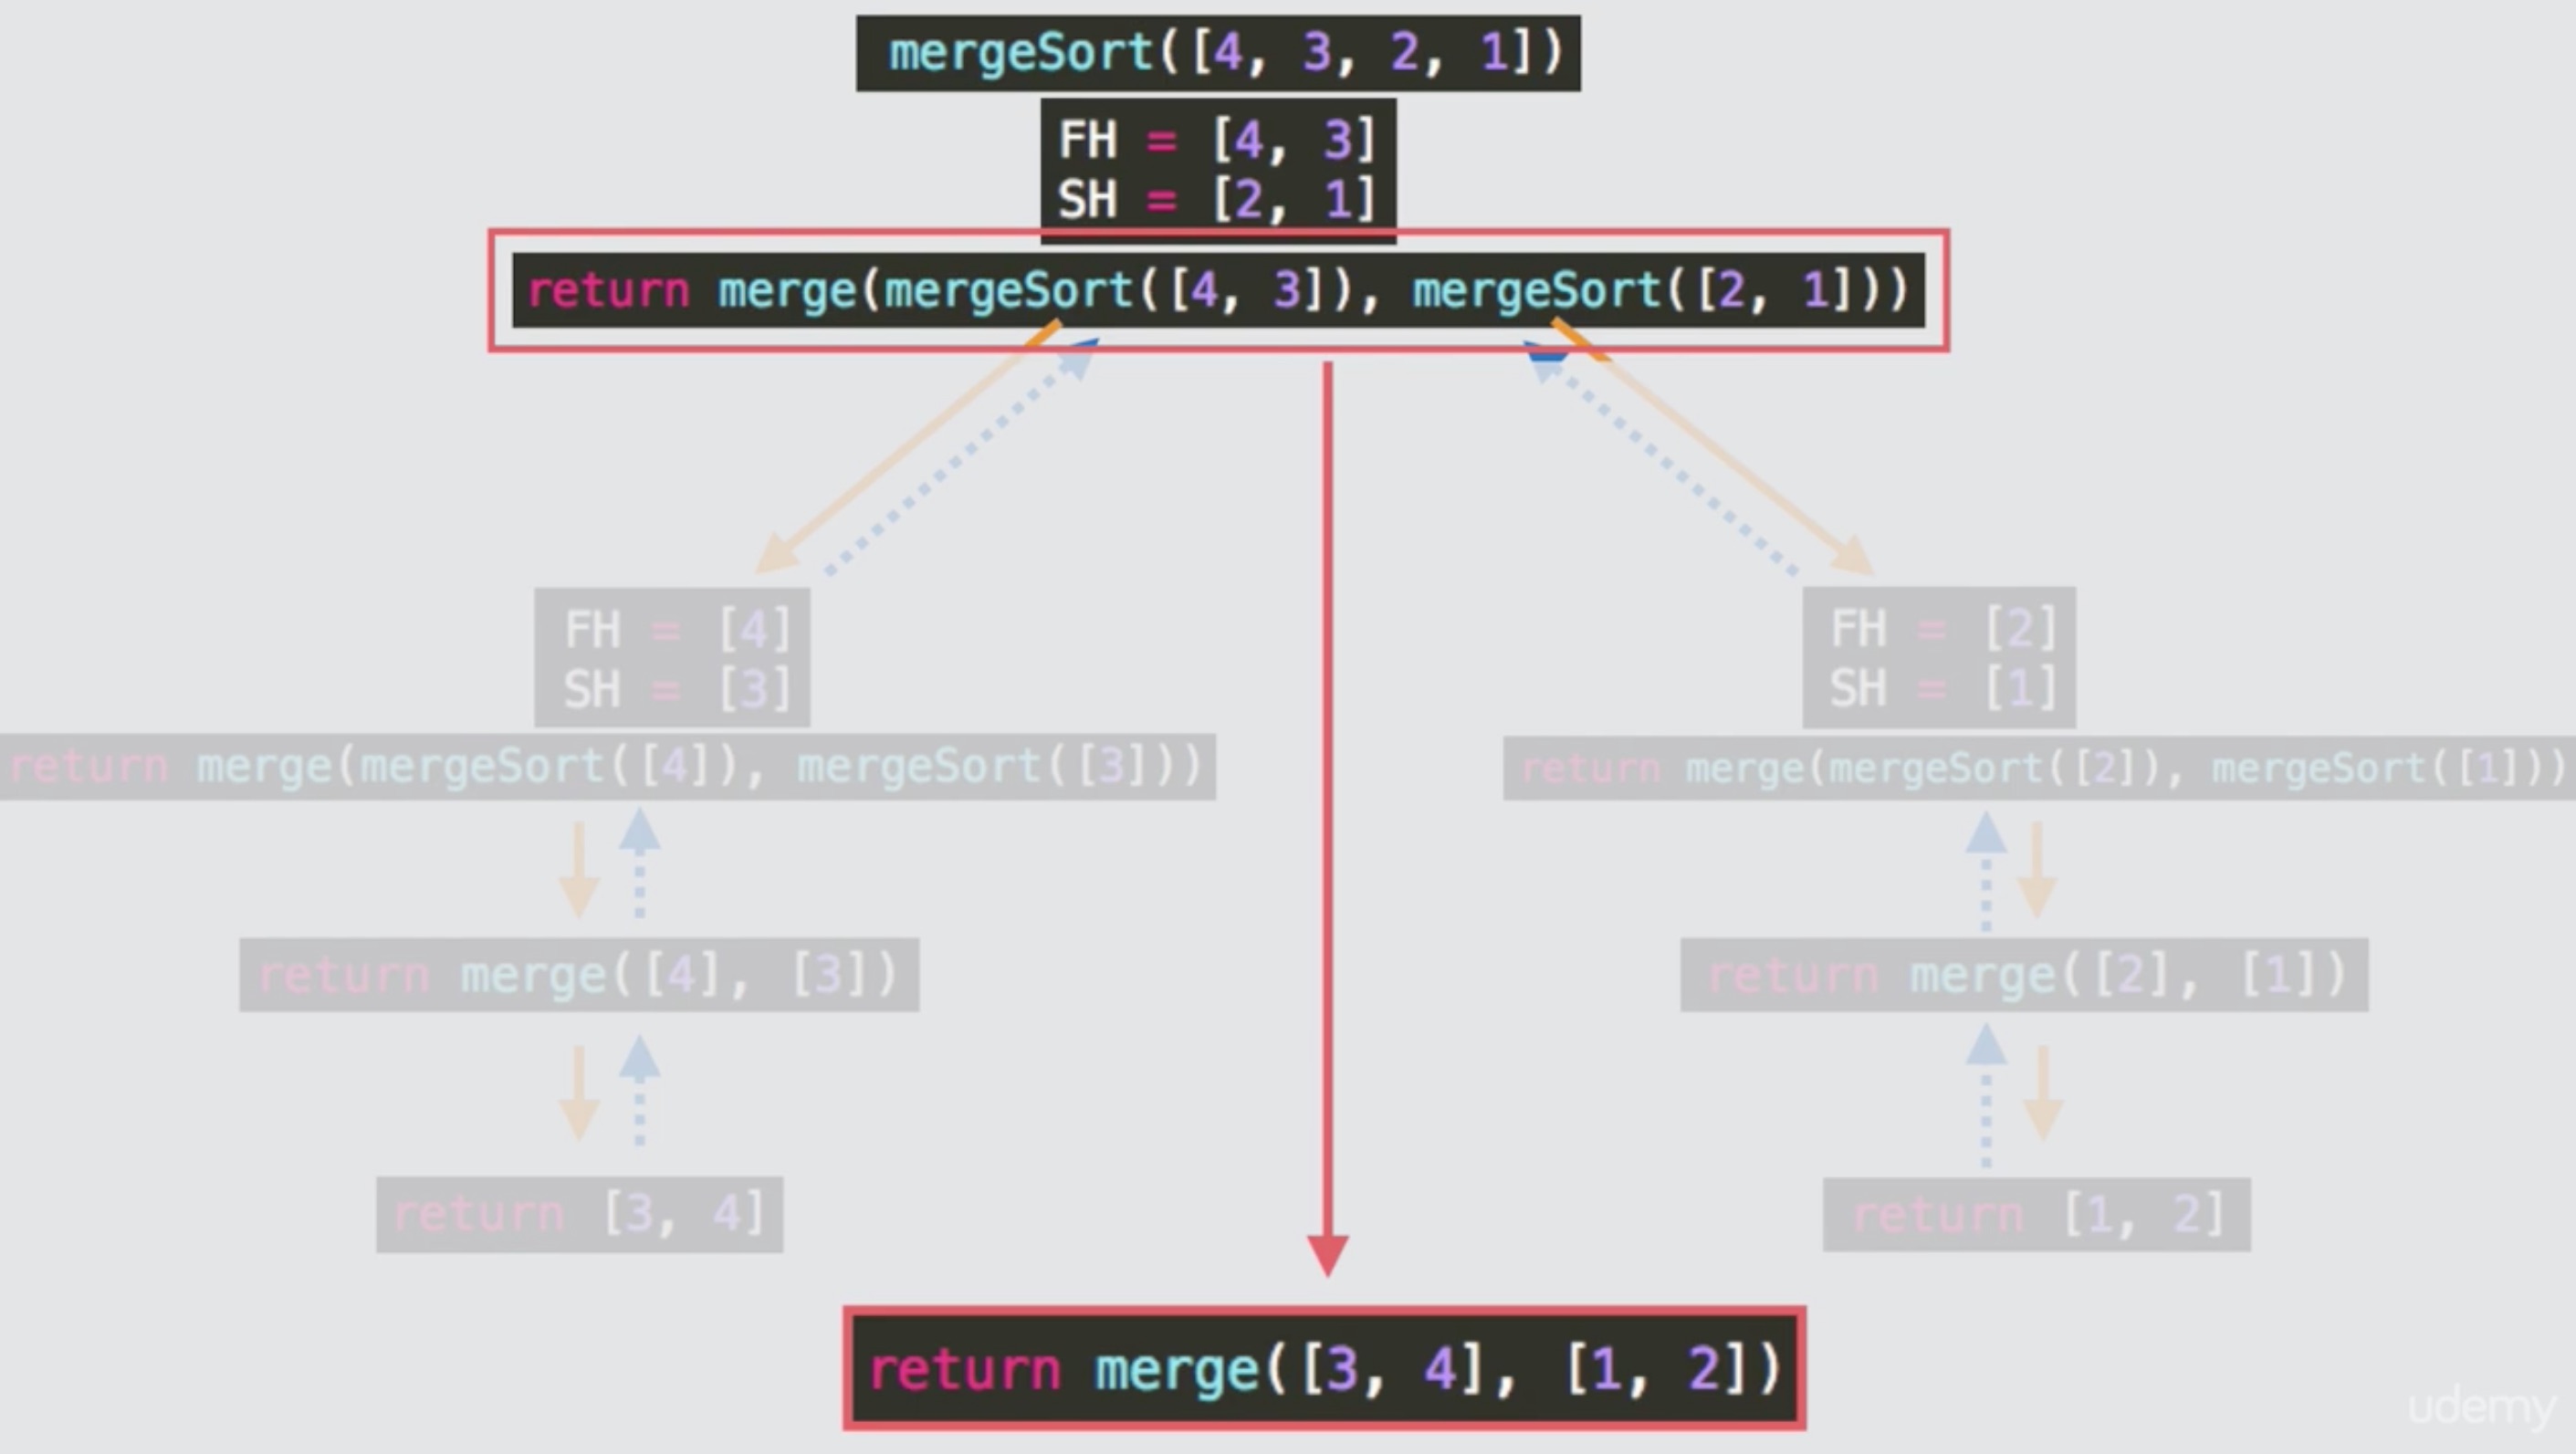 mergeSort([4, 3, 2, 1])
FH = [4, 3]
SH = [2, 1]
return merge(mergeSort([4, 3]), mergeSort([2, 1]))
FH = [4]
SH = [3]
return merge(mergeSort([4]), mergeSort([3]))
return merge([4], [3])
return [3, 4]
FH = [2]
SH = [1]
return merge(mergeSort([2]), mergeSort([1]))
return merge([2], [1])
return [1, 2]
return merge([3, 4], [1, 2])
udemy